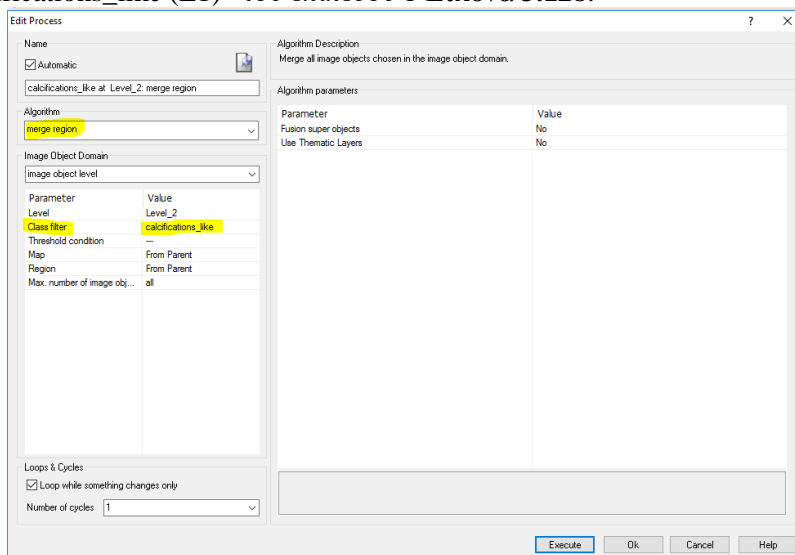 Edit Process ? ×
Name
Automatic
calcifications_like at Level_2: merge region
Algorithm
merge region
Image Object Domain
image object level
Parameter Value
Level Level_2
Class filter calcifications_like
Threshold condition ---
Map From Parent
Region From Parent
Max. number of image obj... all
Loops & Cycles
Loop while something changes only
Number of cycles 1
Algorithm Description
Merge all image objects chosen in the image object domain.
Algorithm parameters
Parameter Value
Fusion super objects No
Use Thematic Layers No
Execute Ok Cancel Help